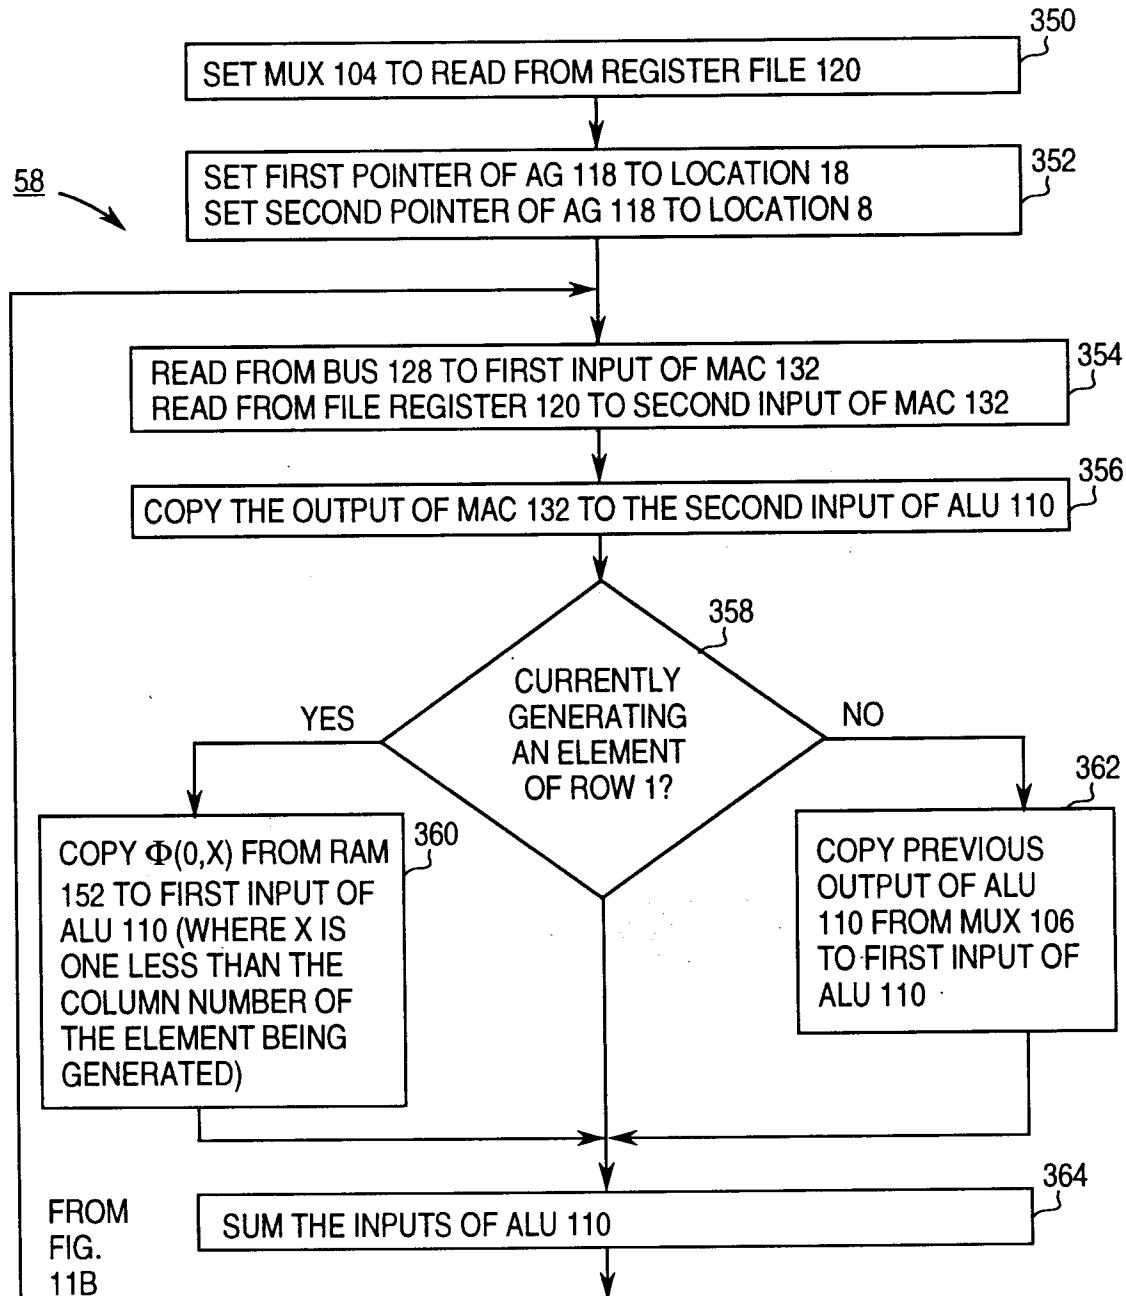 350
SET MUX 104 TO READ FROM REGISTER FILE 120
58
352
SET FIRST POINTER OF AG 118 TO LOCATION 18
SET SECOND POINTER OF AG 118 TO LOCATION 8
354
READ FROM BUS 128 TO FIRST INPUT OF MAC 132
READ FROM FILE REGISTER 120 TO SECOND INPUT OF MAC 132
356
COPY THE OUTPUT OF MAC 132 TO THE SECOND INPUT OF ALU 110
358
CURRENTLY
GENERATING
AN ELEMENT
OF ROW 1?
YES
NO
360
COPY Φ(0,X) FROM RAM
152 TO FIRST INPUT OF
ALU 110 (WHERE X IS
ONE LESS THAN THE
COLUMN NUMBER OF
THE ELEMENT BEING
GENERATED)
362
COPY PREVIOUS
OUTPUT OF ALU
110 FROM MUX 106
TO FIRST INPUT OF
ALU 110
364
SUM THE INPUTS OF ALU 110
FROM
FIG.
11B